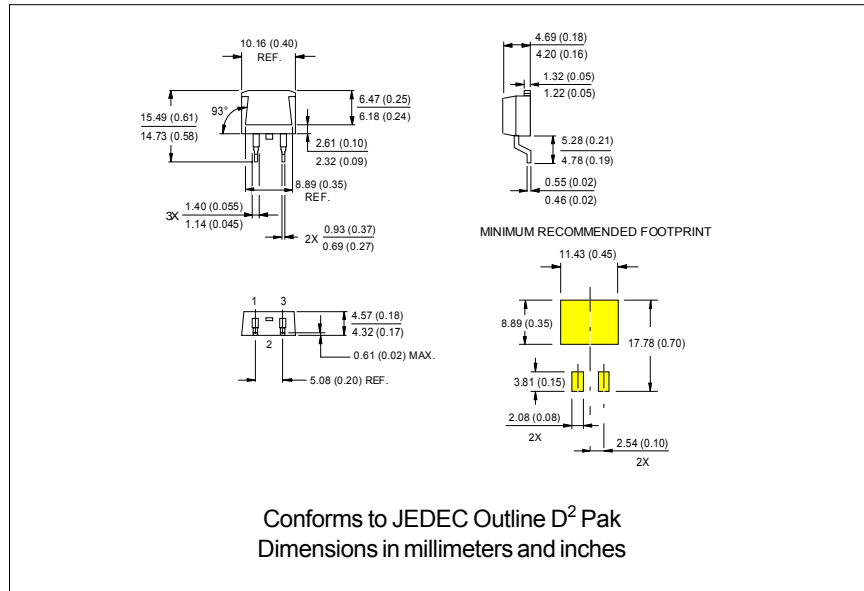 10.16 (0.40)
REF.
15.49 (0.61)
14.73 (0.58)
93°
6.47 (0.25)
6.18 (0.24)
2.61 (0.10)
2.32 (0.09)
8.89 (0.35)
REF.
3X
1.40 (0.055)
1.14 (0.045)
2X
0.93 (0.37)
0.69 (0.27)
4.69 (0.18)
4.20 (0.16)
1.32 (0.05)
1.22 (0.05)
5.28 (0.21)
4.78 (0.19)
0.55 (0.02)
0.46 (0.02)
1 3
2
4.57 (0.18)
4.32 (0.17)
0.61 (0.02) MAX.
5.08 (0.20) REF.
MINIMUM RECOMMENDED FOOTPRINT
11.43 (0.45)
8.89 (0.35)
17.78 (0.70)
3.81 (0.15)
2.08 (0.08)
2X
2.54 (0.10)
2X
Conforms to JEDEC Outline D² Pak
Dimensions in millimeters and inches